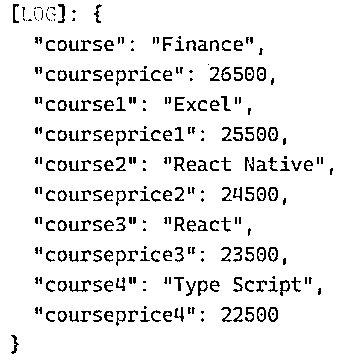 [LOG]: {
"course": "Finance",
"courseprice": 26500,
"course1": "Excel",
"courseprice1": 25500,
"course2": "React Native",
"courseprice2": 24500,
"course3": "React",
"courseprice3": 23500,
"course4": "Type Script",
"courseprice4": 22500
}